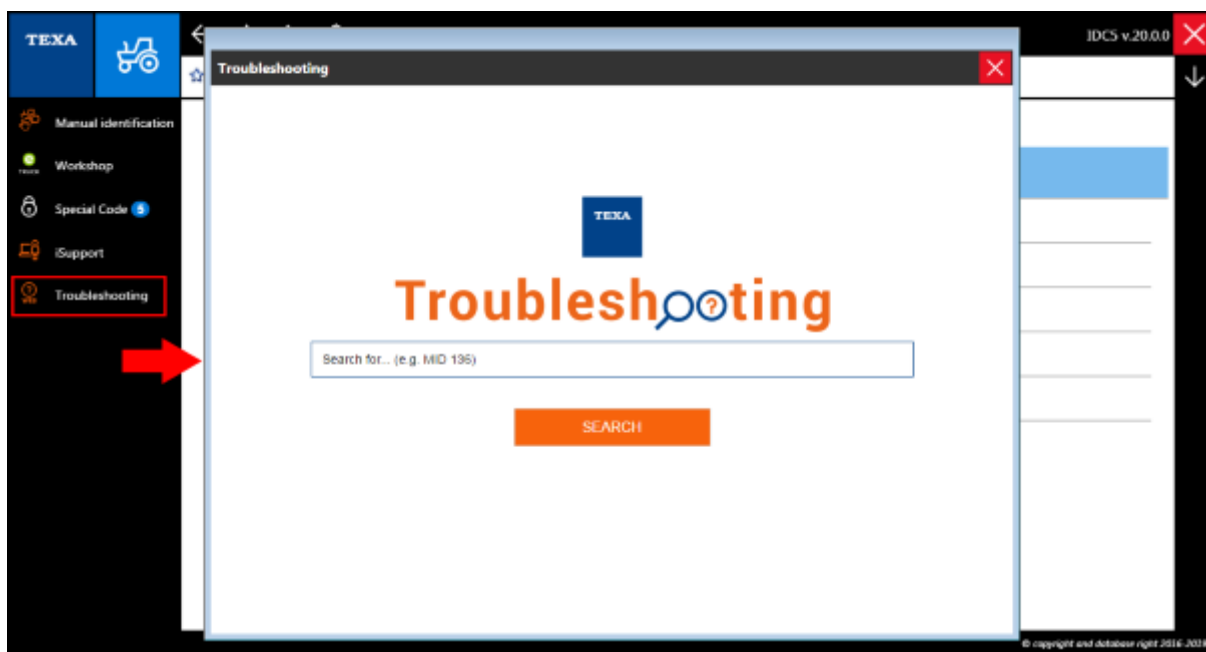 TEXA
IDC5 v.20.0.0
Troubleshooting
Manual identification
Workshop
Special Code 5
iSupport
Troubleshooting
TEXA
Troubleshooting
Search for... (e.g. MID 136)
SEARCH
© copyright and database right 2016-2019